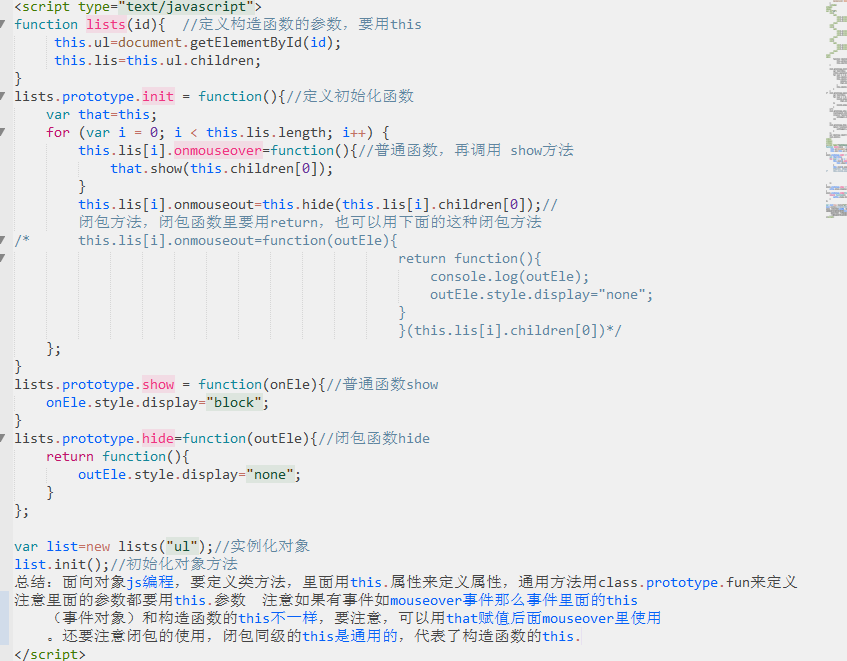 <script type="text/javascript">
function lists(id){  //定义构造函数的参数，要用this
     this.ul=document.getElementById(id);
     this.lis=this.ul.children;
}
lists.prototype.init = function(){//定义初始化函数
    var that=this;
    for (var i = 0; i < this.lis.length; i++) {
        this.lis[i].onmouseover=function(){//普通函数，再调用 show方法
            that.show(this.children[0]);
        }
        this.lis[i].onmouseout=this.hide(this.lis[i].children[0]);//
        闭包方法，闭包函数里要用return，也可以用下面的这种闭包方法
/*      this.lis[i].onmouseout=function(outEle){
                                                return function(){
                                                    console.log(outEle);
                                                    outEle.style.display="none";
                                                }
                                                }(this.lis[i].children[0])*/
    };
}
lists.prototype.show = function(onEle){//普通函数show
    onEle.style.display="block";
}
lists.prototype.hide=function(outEle){//闭包函数hide
    return function(){
        outEle.style.display="none";
    }
};

var list=new lists("ul");//实例化对象
list.init();//初始化对象方法
总结：面向对象js编程，要定义类方法，里面用this.属性来定义属性，通用方法用class.prototype.fun来定义
注意里面的参数都要用this.参数  注意如果有事件如mouseover事件那么事件里面的this
    （事件对象）和构造函数的this不一样，要注意，可以用that赋值后面mouseover里使用
    。还要注意闭包的使用，闭包同级的this是通用的，代表了构造函数的this.
</script>